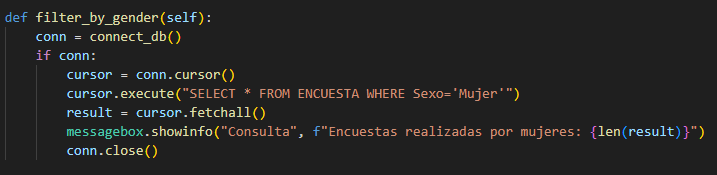 def filter_by_gender(self):
    conn = connect_db()
    if conn:
        cursor = conn.cursor()
        cursor.execute("SELECT * FROM ENCUESTA WHERE Sexo='Mujer'")
        result = cursor.fetchall()
        messagebox.showinfo("Consulta", f"Encuestas realizadas por mujeres: {len(result)}")
        conn.close()